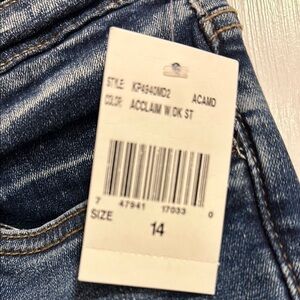 STYLE: KP4940MD2 ACAMD
COLOR: ACCLAIM W/DK ST
7 47941 17033 0
SIZE 14